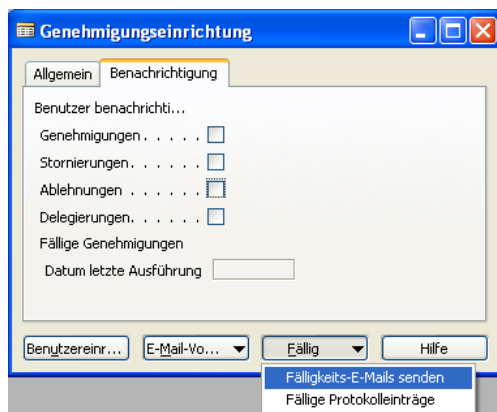 Genehmigungseinrichtung
Allgemein Benachrichtigung
Benutzer benachrichti...
Genehmigungen . . . . .
Stornierungen. . . . . .
Ablehnungen . . . . . .
Delegierungen. . . . . .
Fällige Genehmigungen
Datum letzte Ausführung
Benutzereinr... E-Mail-Vo... Fällig Hilfe
Fälligkeits-E-Mails senden
Fällige Protokolleinträge